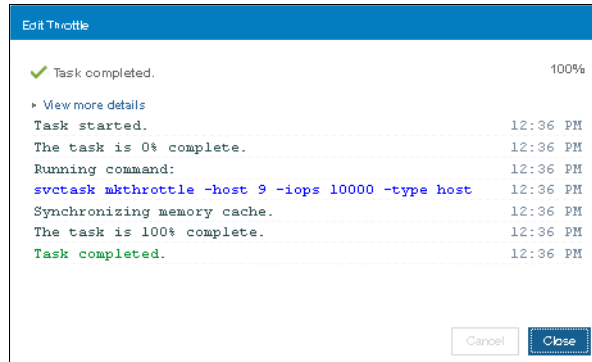 Edit Throttle
Task completed. 100%
View more details
Task started. 12:36 PM
The task is 0% complete. 12:36 PM
Running command: 12:36 PM
svctask mkthrottle -host 9 -iops 10000 -type host 12:36 PM
Synchronizing memory cache. 12:36 PM
The task is 100% complete. 12:36 PM
Task completed. 12:36 PM
Cancel Close